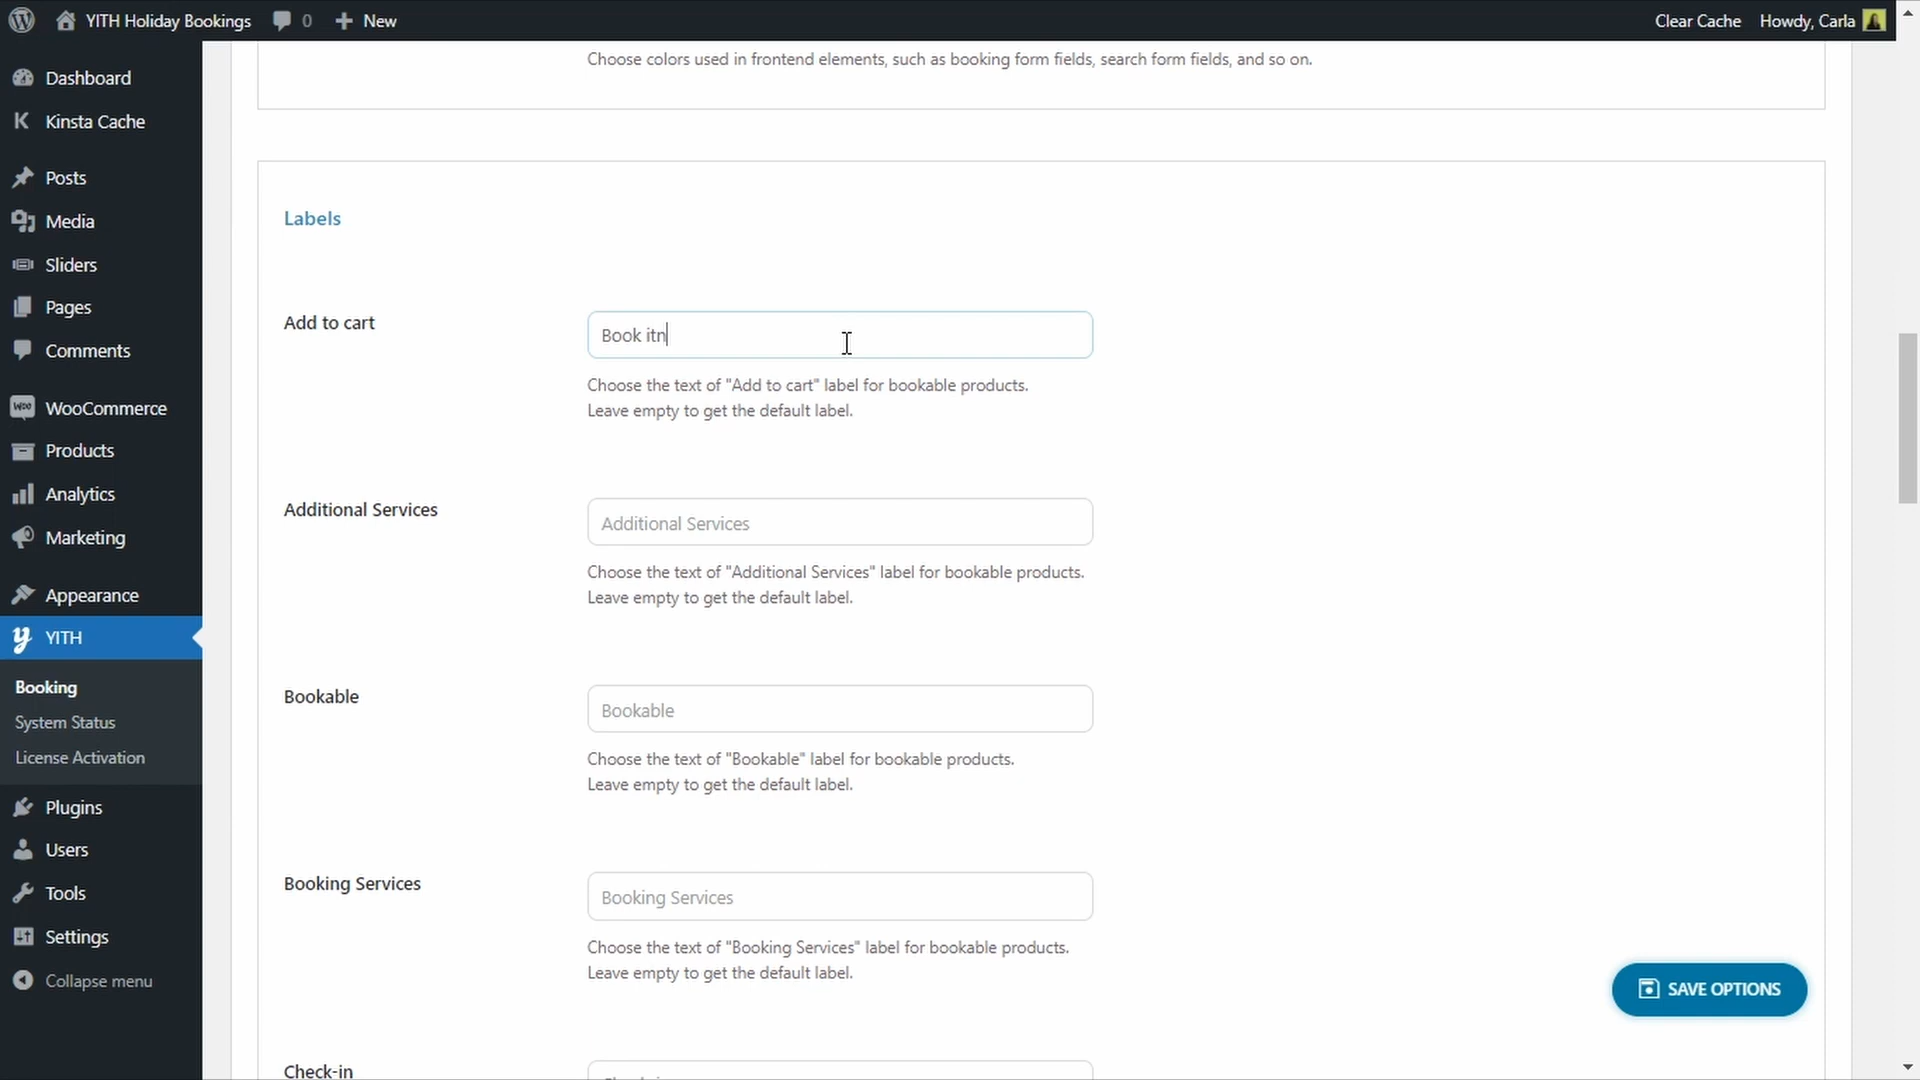 YITH Holiday Bookings
0
New
Clear Cache
Howdy, Carla
Dashboard
Kinsta Cache
Posts
Media
Sliders
Pages
Comments
WooCommerce
Products
Analytics
Marketing
Appearance
YITH
Booking
System Status
License Activation
Plugins
Users
Tools
Settings
Collapse menu
Choose colors used in frontend elements, such as booking form fields, search form fields, and so on.
Labels
Add to cart
Book itn
Choose the text of "Add to cart" label for bookable products.
Leave empty to get the default label.
Additional Services
Additional Services
Choose the text of "Additional Services" label for bookable products.
Leave empty to get the default label.
Bookable
Bookable
Choose the text of "Bookable" label for bookable products.
Leave empty to get the default label.
Booking Services
Booking Services
Choose the text of "Booking Services" label for bookable products.
Leave empty to get the default label.
SAVE OPTIONS
Check-in